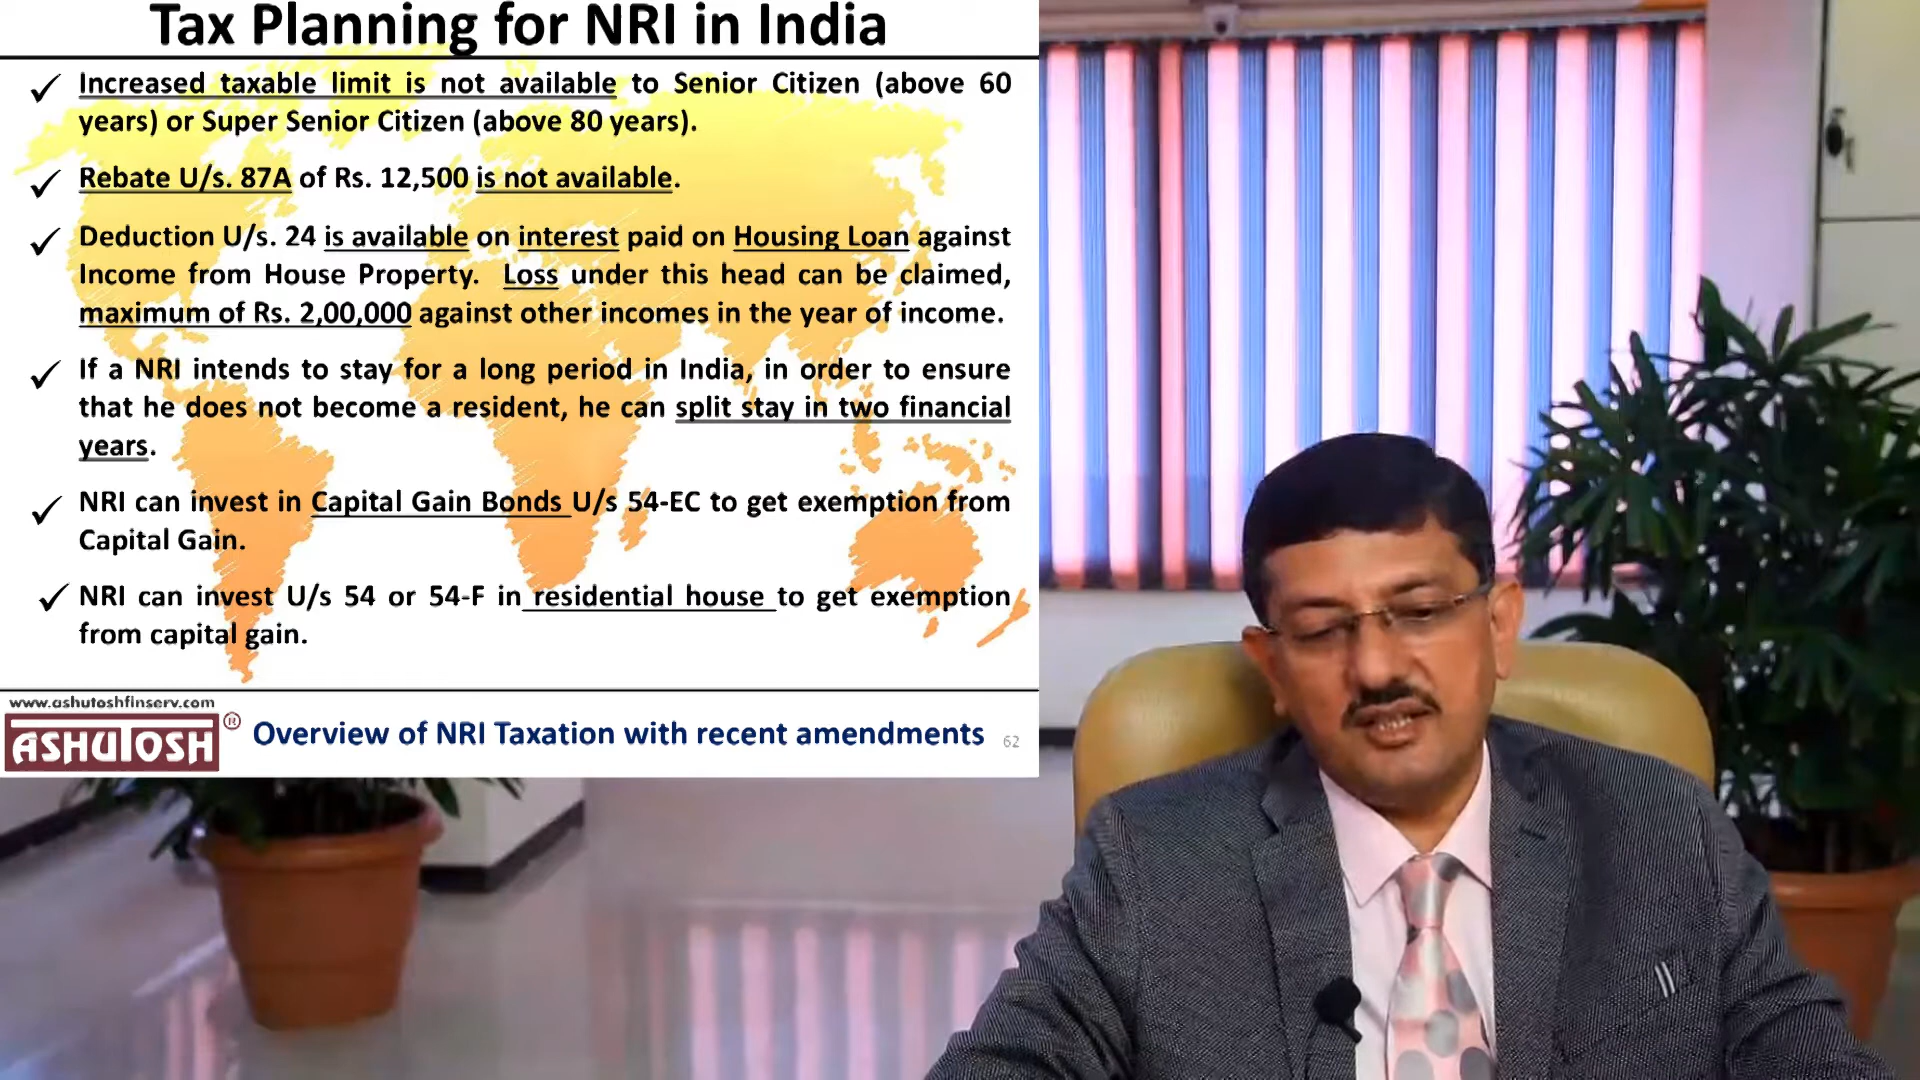 Tax Planning for NRI in India
✓ Increased taxable limit is not available to Senior Citizen (above 60
years) or Super Senior Citizen (above 80 years).
✓ Rebate U/s. 87A of Rs. 12,500 is not available.
✓ Deduction U/s. 24 is available on interest paid on Housing Loan against
Income from House Property. Loss under this head can be claimed,
maximum of Rs. 2,00,000 against other incomes in the year of income.
✓ If a NRI intends to stay for a long period in India, in order to ensure
that he does not become a resident, he can split stay in two financial
years.
✓ NRI can invest in Capital Gain Bonds U/s 54-EC to get exemption from
Capital Gain.
✓ NRI can invest U/s 54 or 54-F in residential house to get exemption
from capital gain.
www.ashutoshfinserv.com
ASHUTOSH ® Overview of NRI Taxation with recent amendments 62